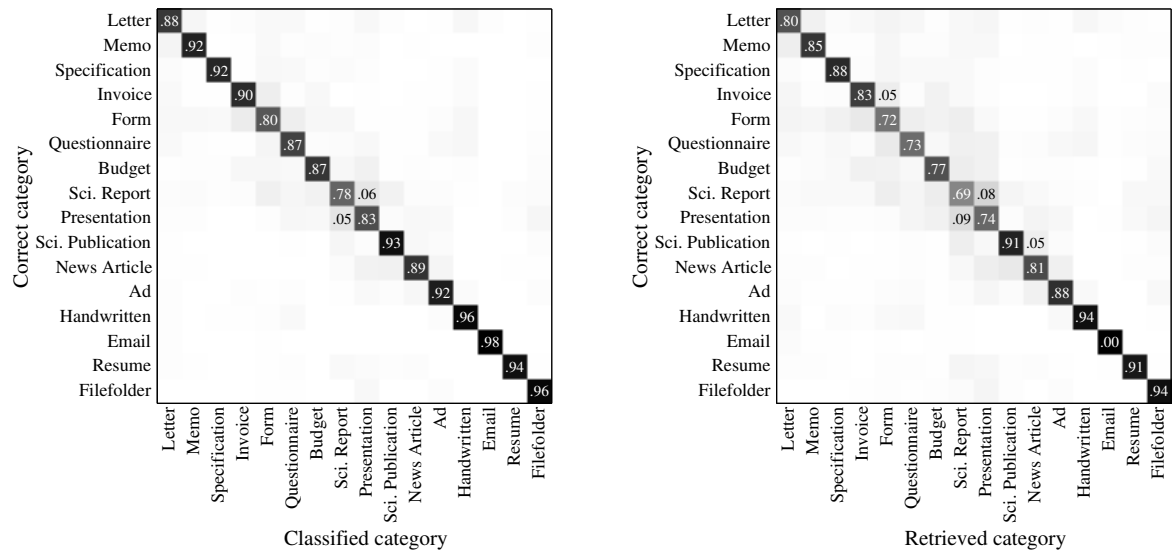 Letter
Memo
Specification
Invoice
Form
Questionnaire
Budget
Sci. Report
Presentation
Sci. Publication
News Article
Ad
Handwritten
Email
Resume
Filefolder
Correct category
.88
.92
.92
.90
.80
.87
.87
.78 .06
.05 .83
.93
.89
.92
.96
.98
.94
.96
Letter
Memo
Specification
Invoice
Form
Questionnaire
Budget
Sci. Report
Presentation
Sci. Publication
News Article
Ad
Handwritten
Email
Resume
Filefolder
Classified category
Letter
Memo
Specification
Invoice
Form
Questionnaire
Budget
Sci. Report
Presentation
Sci. Publication
News Article
Ad
Handwritten
Email
Resume
Filefolder
Correct category
.80
.85
.88
.83 .05
.72
.73
.77
.69 .08
.09 .74
.91 .05
.81
.88
.94
.00
.91
.94
Letter
Memo
Specification
Invoice
Form
Questionnaire
Budget
Sci. Report
Presentation
Sci. Publication
News Article
Ad
Handwritten
Email
Resume
Filefolder
Retrieved category